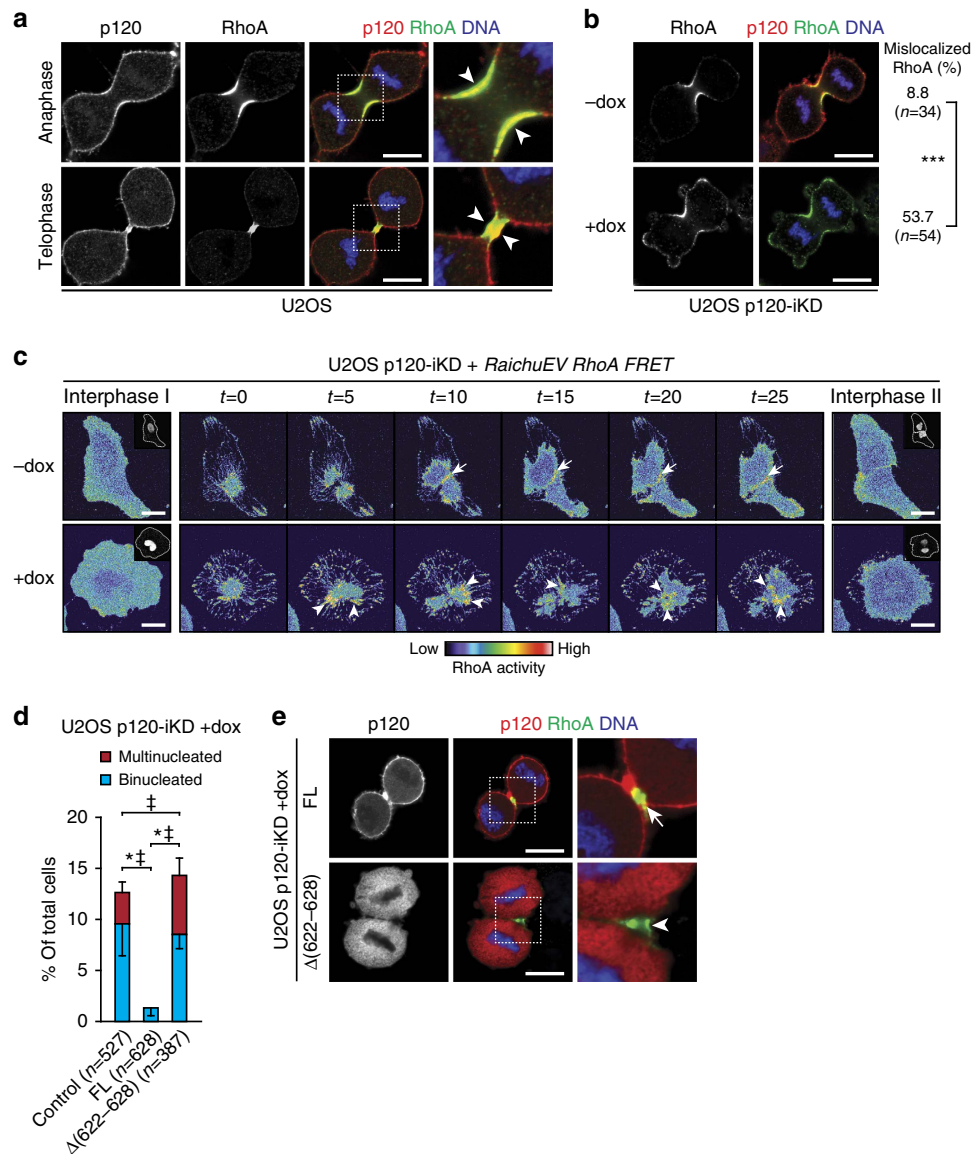 a
p120 RhoA p120 RhoA DNA
Anaphase
Telophase
U2OS
b
RhoA p120 RhoA DNA
Mislocalized
RhoA (%)
–dox
8.8
(n=34)
***
+dox
53.7
(n=54)
U2OS p120-iKD
c
U2OS p120-iKD + RaichuEV RhoA FRET
Interphase I t=0 t=5 t=10 t=15 t=20 t=25 Interphase II
–dox
+dox
Low High
RhoA activity
d
U2OS p120-iKD +dox
Multinucleated
Binucleated
% Of total cells
20
15
10
5
0
‡
*‡ *‡
Control (n=527)
FL (n=628)
Δ(622–628) (n=387)
e
p120 p120 RhoA DNA
U2OS p120-iKD +dox
FL
Δ(622–628)